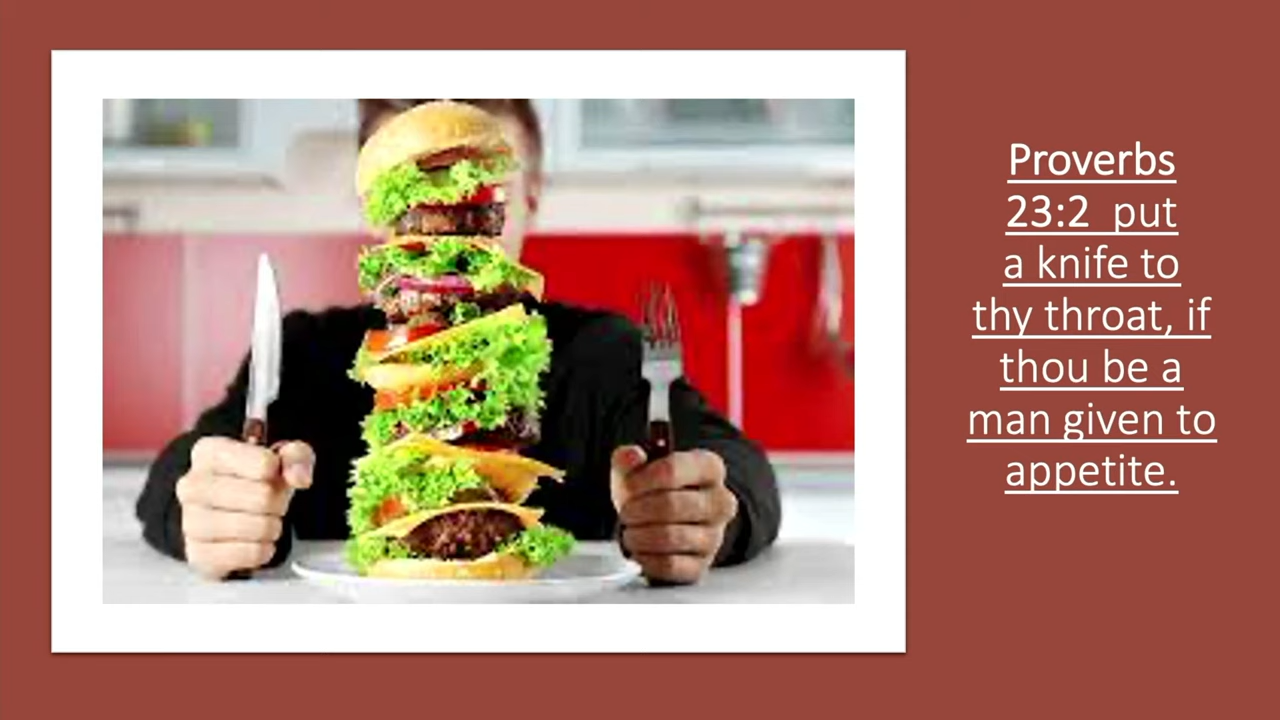 Proverbs
23:2  put
a knife to
thy throat, if
thou be a
man given to
appetite.